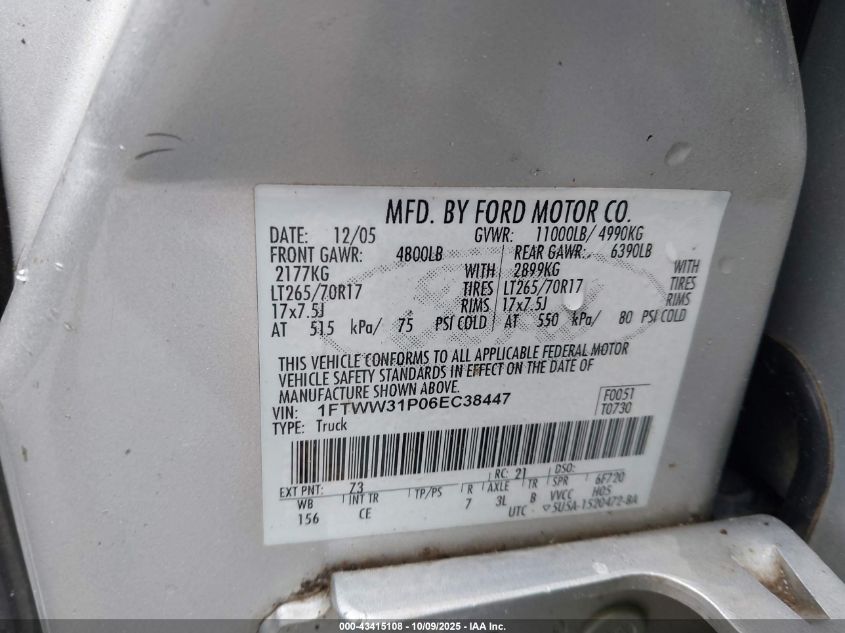 MFD. BY FORD MOTOR CO.
DATE: 12/05 GVWR: 11000LB/ 4990KG
FRONT GAWR: 4800LB REAR GAWR: 6390LB
2177KG WITH 2899KG WITH
LT265/70R17 TIRES LT265/70R17 TIRES
17x7.5J RIMS 17x7.5J RIMS
AT 515 kPa/ 75 PSI COLD AT 550 kPa/ 80 PSI COLD
THIS VEHICLE CONFORMS TO ALL APPLICABLE FEDERAL MOTOR
VEHICLE SAFETY STANDARDS IN EFFECT ON THE DATE OF
MANUFACTURE SHOWN ABOVE.
VIN: 1FTWW31P06EC38447 F0051
TYPE: Truck T0730
EXT PNT: Z3 RC: 21 DSO:
WB INT TR TP/PS R AXLE TR SPR 6F720
156 CE 7 3L B VVCC H05
UTC ▽5U5A-1520472-BA
000-43415108 - 10/09/2025 - IAA Inc.